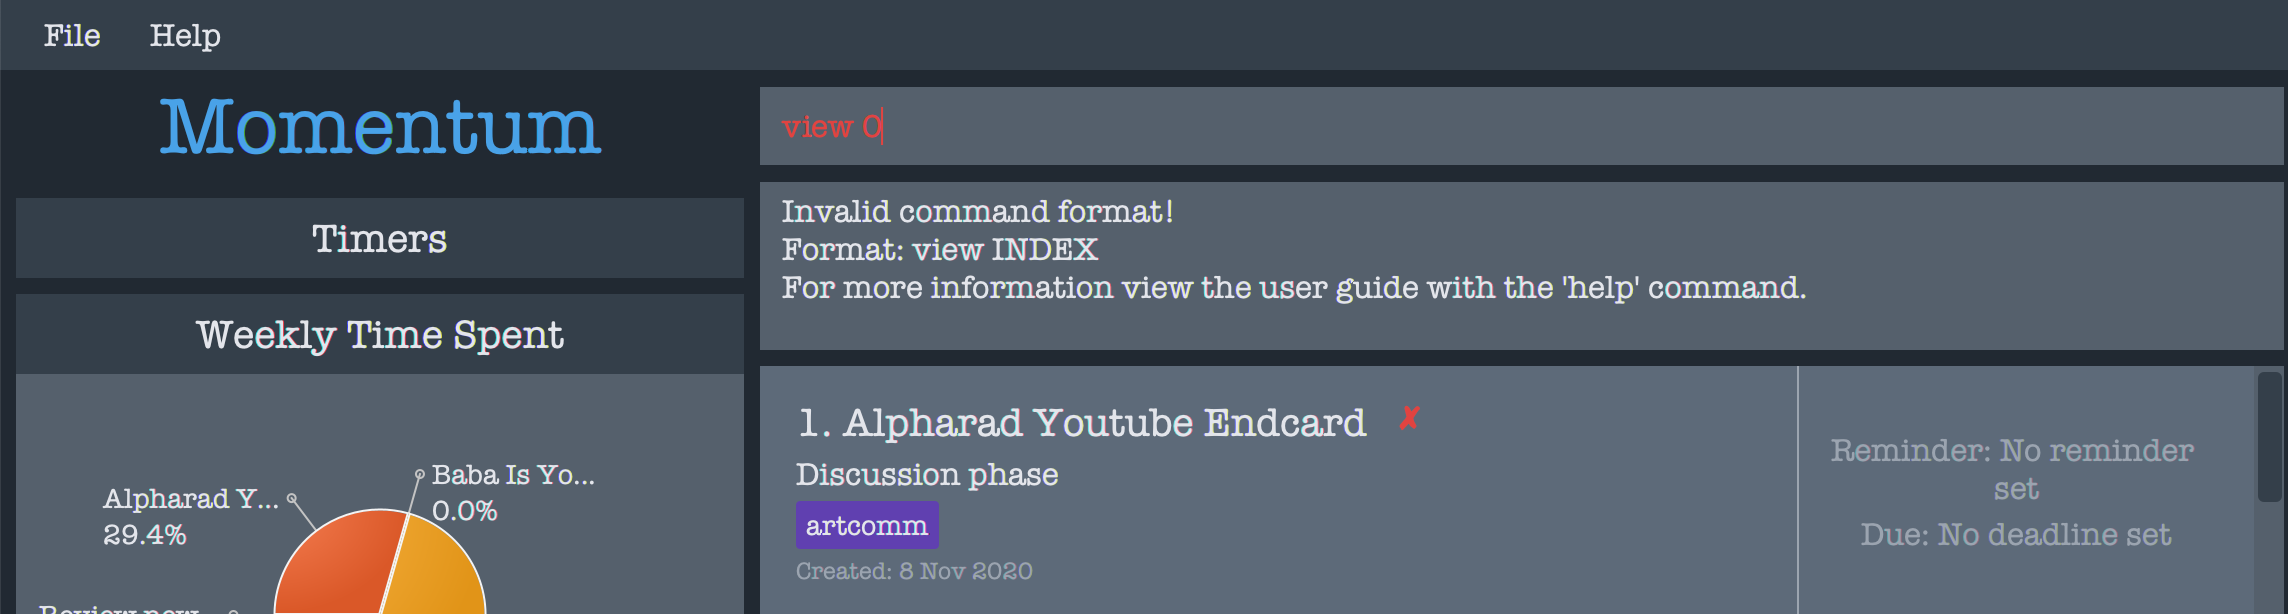 File Help
Momentum
view 0
Timers
Invalid command format!
Format: view INDEX
For more information view the user guide with the 'help' command.
Weekly Time Spent
Alpharad Y...
29.4%
Baba Is Yo...
0.0%
1. Alpharad Youtube Endcard ✘
Discussion phase
artcomm
Created: 8 Nov 2020
Reminder: No reminder
set
Due: No deadline set